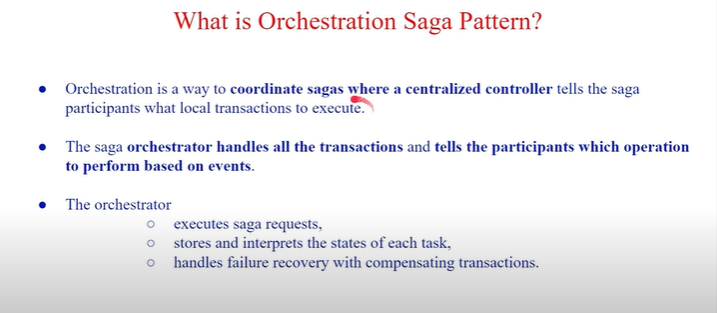 What is Orchestration Saga Pattern?
● Orchestration is a way to coordinate sagas where a centralized controller tells the saga
participants what local transactions to execute.
● The saga orchestrator handles all the transactions and tells the participants which operation
to perform based on events.
● The orchestrator
○ executes saga requests,
○ stores and interprets the states of each task,
○ handles failure recovery with compensating transactions.